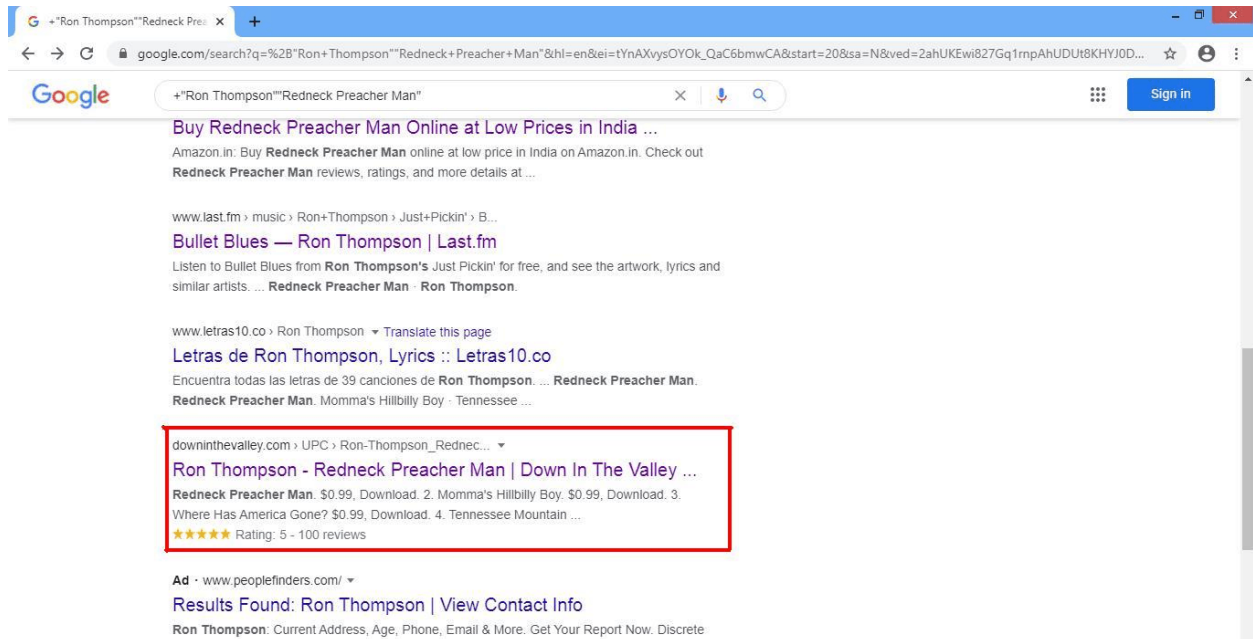 +"Ron Thompson""Redneck Prea
google.com/search?q=%2B"Ron+Thompson""Redneck+Preacher+Man"&hl=en&ei=tYnAXvysOYOk_QaC6bmwCA&start=20&sa=N&ved=2ahUKEwi827Gq1rnpAhUDUt8KHYJ0D...
Google
+"Ron Thompson""Redneck Preacher Man"
Sign in
Buy Redneck Preacher Man Online at Low Prices in India ...
Amazon.in: Buy Redneck Preacher Man online at low price in India on Amazon.in. Check out
Redneck Preacher Man reviews, ratings, and more details at ...
www.last.fm › music › Ron+Thompson › Just+Pickin' › B...
Bullet Blues — Ron Thompson | Last.fm
Listen to Bullet Blues from Ron Thompson's Just Pickin' for free, and see the artwork, lyrics and
similar artists. ... Redneck Preacher Man · Ron Thompson.
www.letras10.co › Ron Thompson ▾ Translate this page
Letras de Ron Thompson, Lyrics :: Letras10.co
Encuentra todas las letras de 39 canciones de Ron Thompson. ... Redneck Preacher Man.
Redneck Preacher Man. Momma's Hillbilly Boy · Tennessee ...
downinthevalley.com › UPC › Ron-Thompson_Rednec... ▾
Ron Thompson - Redneck Preacher Man | Down In The Valley ...
Redneck Preacher Man. $0.99, Download. 2. Momma's Hillbilly Boy. $0.99, Download. 3.
Where Has America Gone? $0.99, Download. 4. Tennessee Mountain ...
★★★★★ Rating: 5 - 100 reviews
Ad · www.peoplefinders.com/ ▾
Results Found: Ron Thompson | View Contact Info
Ron Thompson: Current Address, Age, Phone, Email & More. Get Your Report Now. Discrete